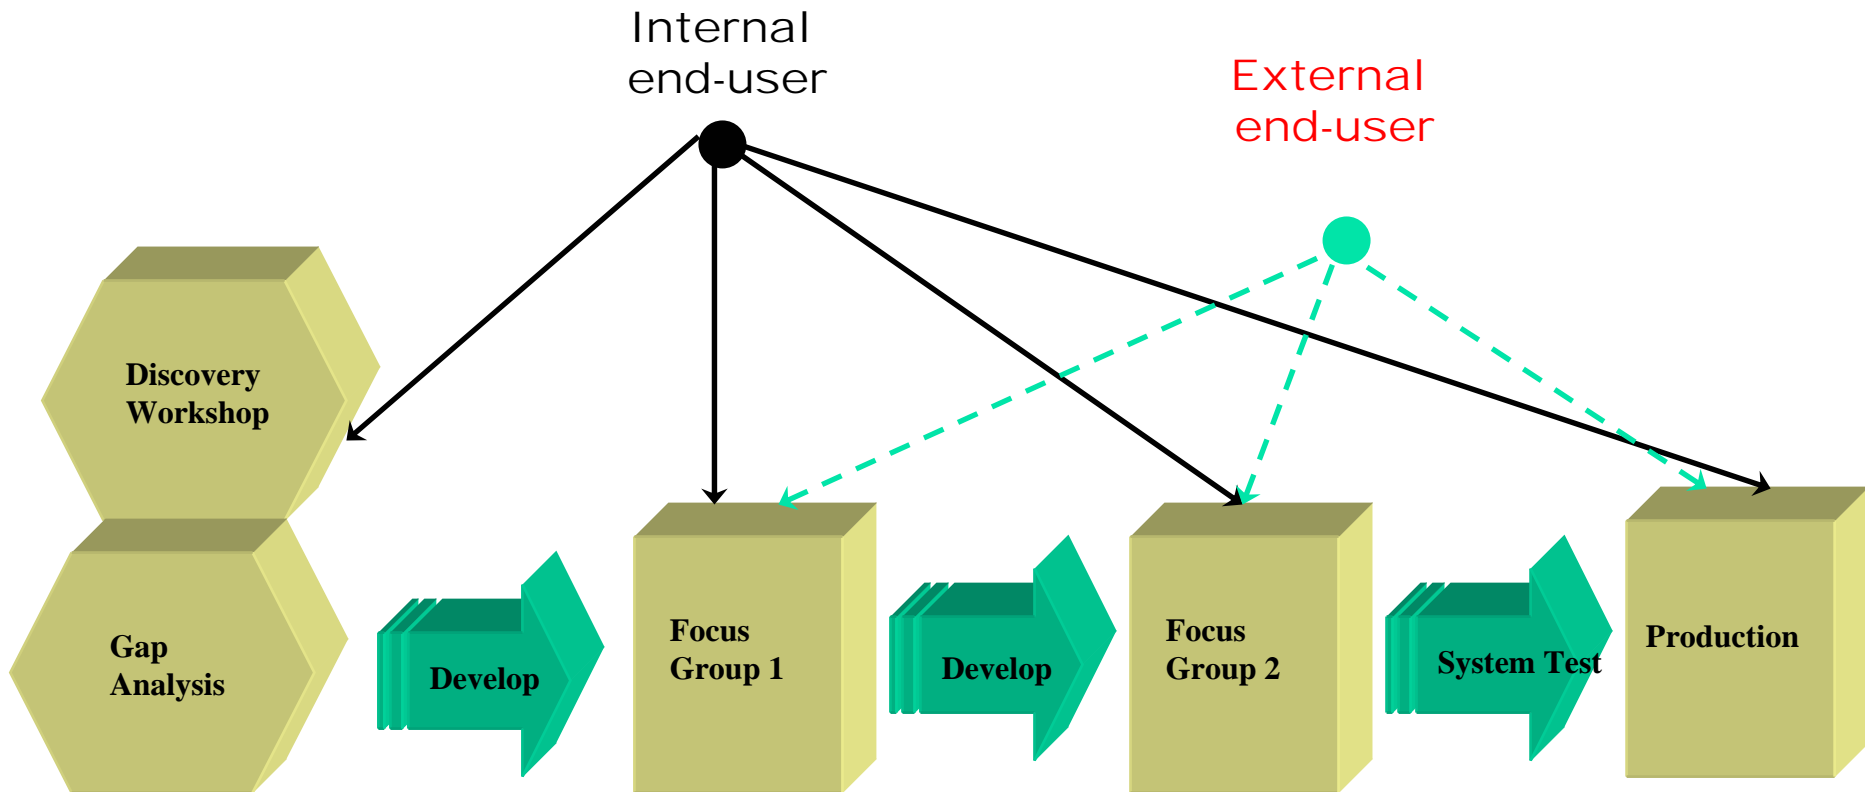 Internal
end-user
External
end-user
Discovery
Workshop
Gap
Analysis
Develop
Focus
Group 1
Develop
Focus
Group 2
System Test
Production